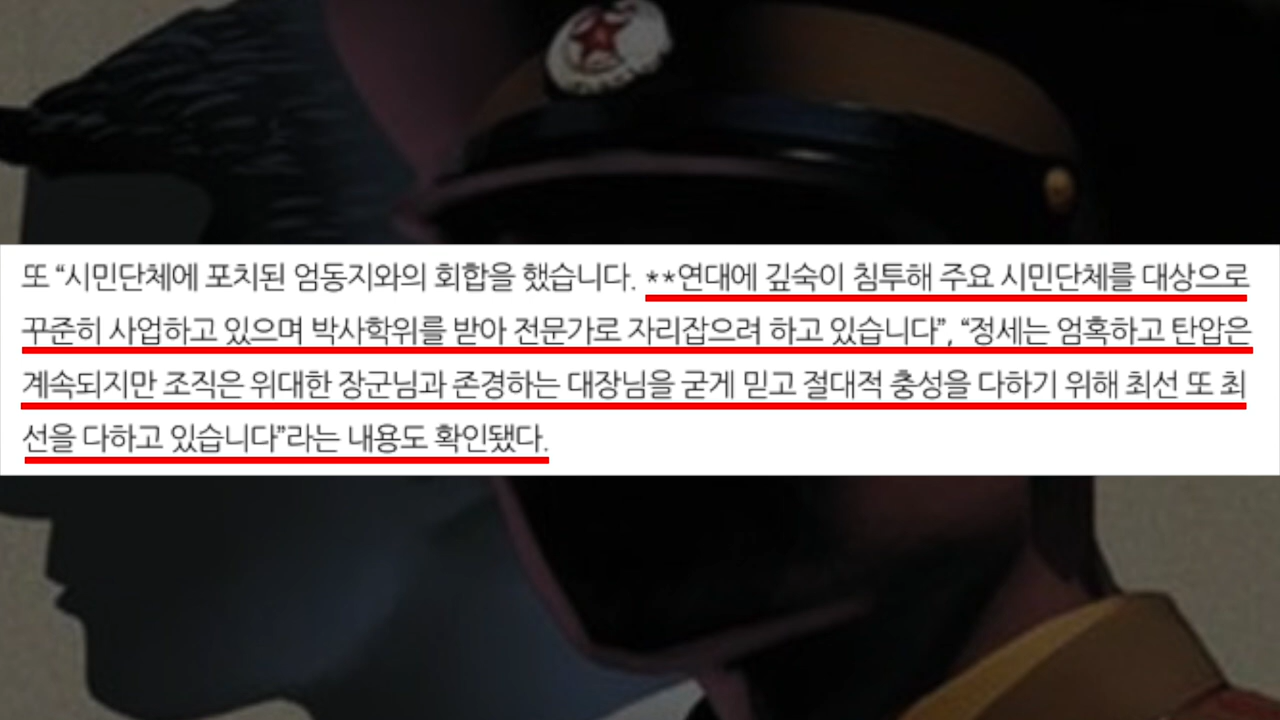 또 “시민단체에 포치된 엄동지와의 회합을 했습니다. **연대에 깊숙이 침투해 주요 시민단체를 대상으로
꾸준히 사업하고 있으며 박사학위를 받아 전문가로 자리잡으려 하고 있습니다”, “정세는 엄혹하고 탄압은
계속되지만 조직은 위대한 장군님과 존경하는 대장님을 굳게 믿고 절대적 충성을 다하기 위해 최선 또 최
선을 다하고 있습니다”라는 내용도 확인됐다.